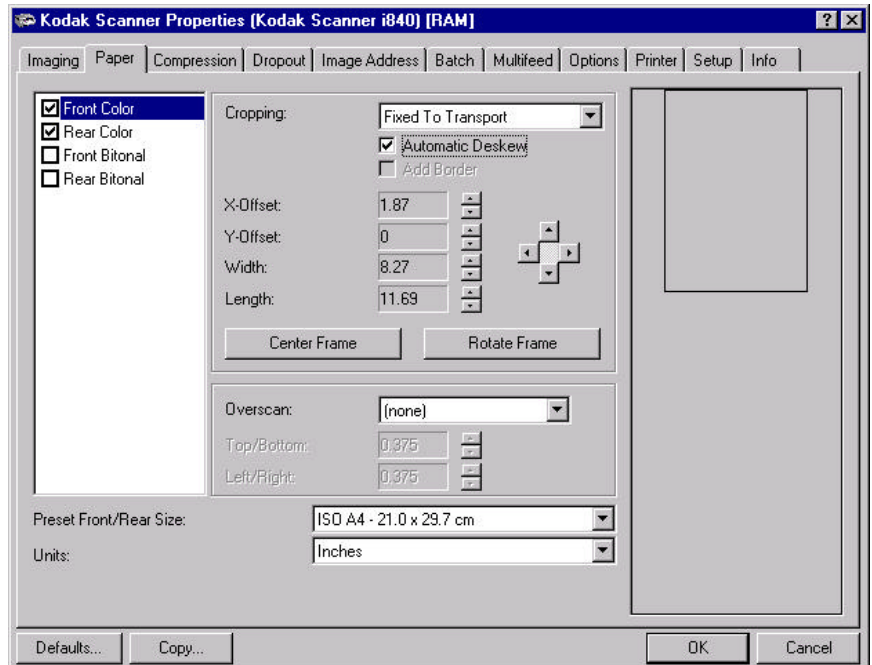 Kodak Scanner Properties (Kodak Scanner i840) [RAM]
Imaging Paper Compression Dropout Image Address Batch Multifeed Options Printer Setup Info
Front Color
Rear Color
Front Bitonal
Rear Bitonal
Cropping: Fixed To Transport
Automatic Deskew
Add Border
X-Offset: 1.87
Y-Offset: 0
Width: 8.27
Length: 11.69
Center Frame Rotate Frame
Overscan: (none)
Top/Bottom: 0.375
Left/Right: 0.375
Preset Front/Rear Size: ISO A4 - 21.0 x 29.7 cm
Units: Inches
Defaults... Copy... OK Cancel